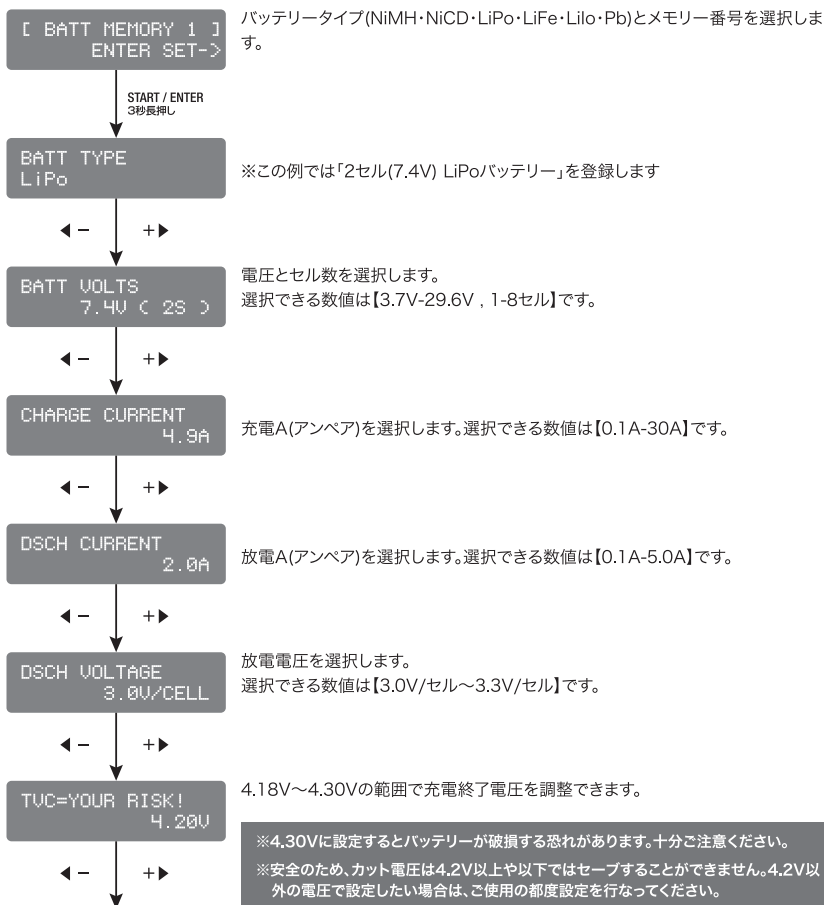 [ BATT MEMORY 1 ]
ENTER SET->
バッテリータイプ(NiMH･NiCD･LiPo･LiFe･LiIo･Pb)とメモリー番号を選択しま
す。
START / ENTER
3秒長押し
BATT TYPE
LiPo
※この例では「2セル(7.4V) LiPoバッテリー」を登録します
◀ − + ▶
BATT VOLTS
7.4V ( 2S )
電圧とセル数を選択します。
選択できる数値は【3.7V-29.6V , 1-8セル】です。
◀ − + ▶
CHARGE CURRENT
4.9A
充電A(アンペア)を選択します。選択できる数値は【0.1A-30A】です。
◀ − + ▶
DSCH CURRENT
2.0A
放電A(アンペア)を選択します。選択できる数値は【0.1A-5.0A】です。
◀ − + ▶
DSCH VOLTAGE
3.0V/CELL
放電電圧を選択します。
選択できる数値は【3.0V/セル～3.3V/セル】です。
◀ − + ▶
TVC=YOUR RISK!
4.20V
4.18V～4.30Vの範囲で充電終了電圧を調整できます。
※4.30Vに設定するとバッテリーが破損する恐れがあります。十分ご注意ください。
※安全のため、カット電圧は4.2V以上や以下ではセーブすることができません。4.2V以
外の電圧で設定したい場合は、ご使用の都度設定を行なってください。
◀ − + ▶